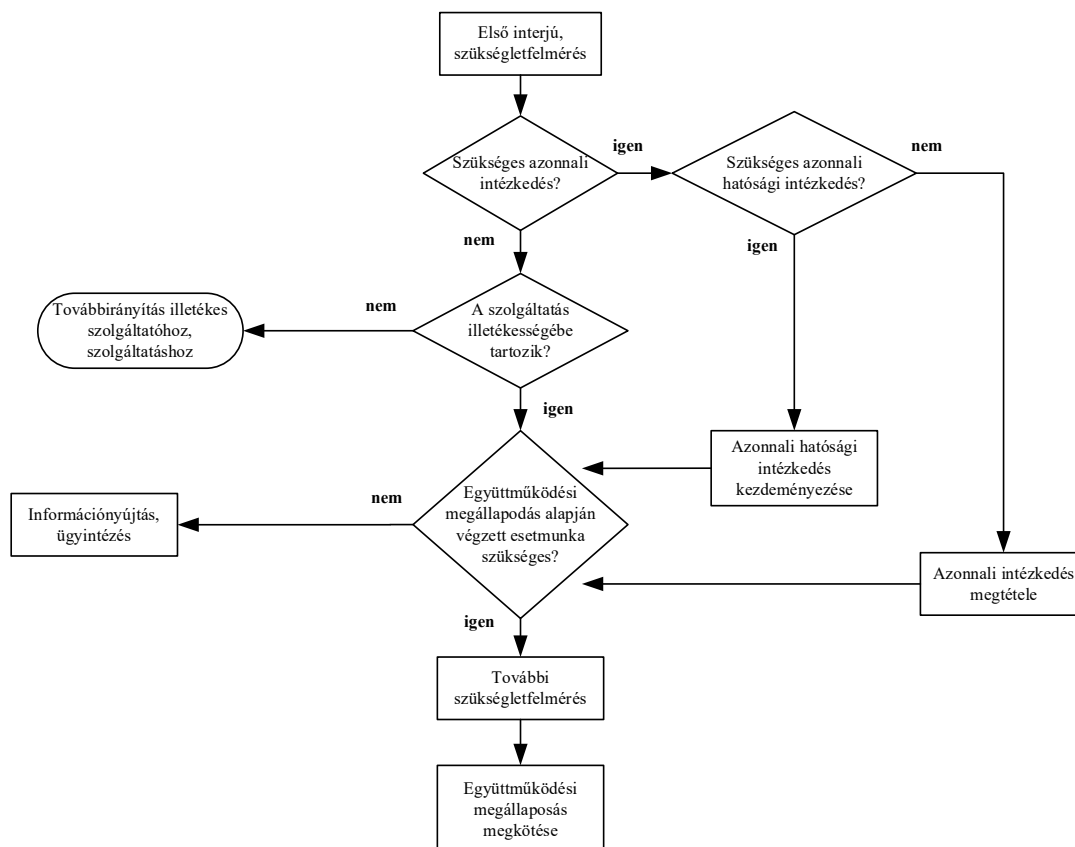 Első interjú,
szükségletfelmérés
igen
nem
Szükséges azonnali
intézkedés?
Szükséges azonnali
hatósági intézkedés?
nem
igen
Továbbirányítás illetékes
szolgáltatóhoz,
szolgáltatáshoz
nem
A szolgáltatás
illetékességébe
tartozik?
igen
Azonnali hatósági
intézkedés
kezdeményezése
Információnyújtás,
ügyintézés
nem
Együttműködési
megállapodás alapján
végzett esetmunka
szükséges?
Azonnali intézkedés
megtétele
igen
További
szükségletfelmérés
Együttműködési
megállaposás
megkötése